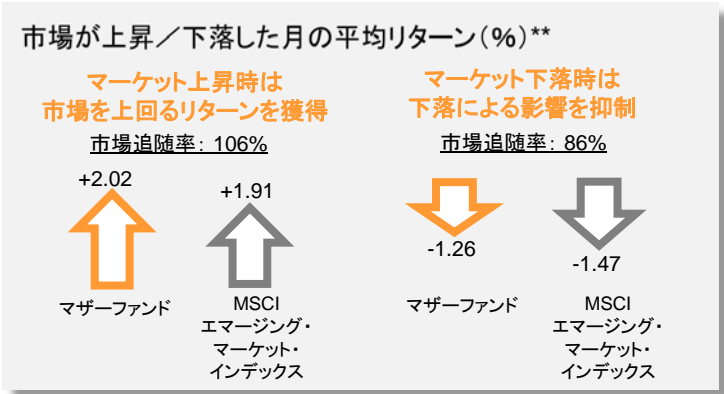 市場が上昇／下落した月の平均リターン（％）**
マーケット上昇時は
市場を上回るリターンを獲得
市場追随率： 106%
+2.02
+1.91
マザーファンド
MSCI
エマージング・
マーケット・
インデックス
マーケット下落時は
下落による影響を抑制
市場追随率： 86%
-1.26
-1.47
マザーファンド
MSCI
エマージング・
マーケット・
インデックス